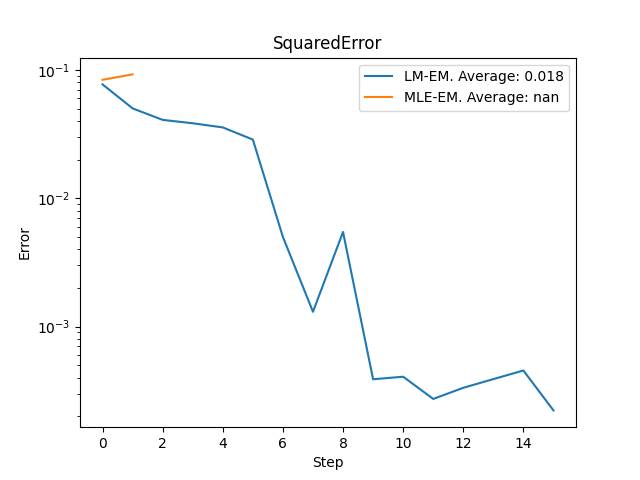 SquaredError
LM-EM. Average: 0.018
MLE-EM. Average: nan
Error
10⁻¹
10⁻²
10⁻³
0 2 4 6 8 10 12 14
Step